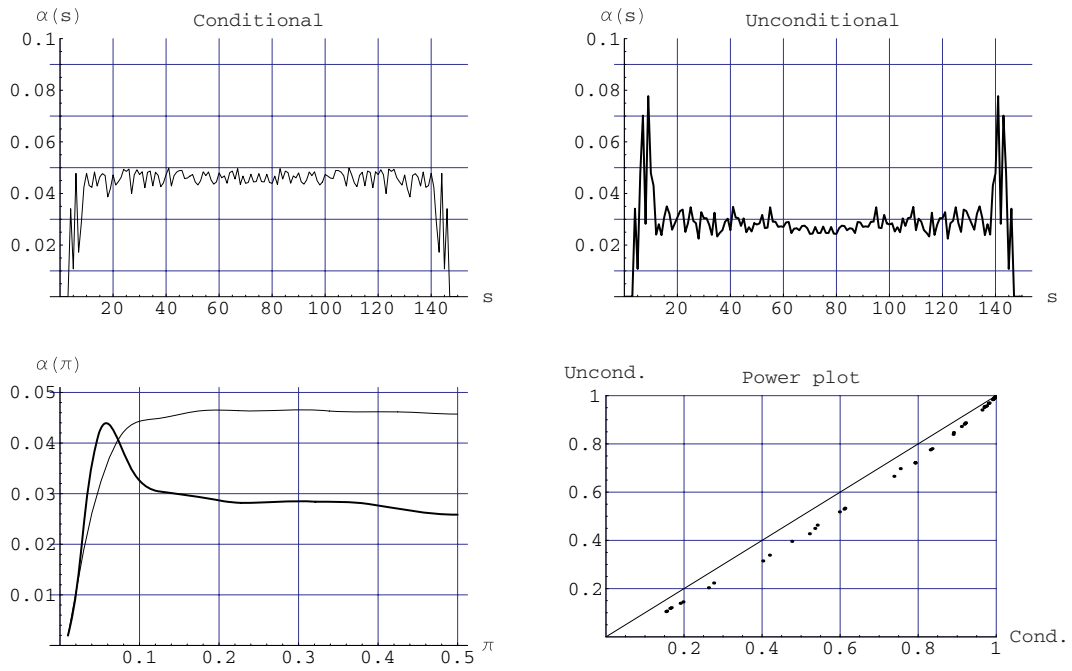 α(s) Conditional
0.1
0.08
0.06
0.04
0.02
20 40 60 80 100 120 140 s
α(s) Unconditional
0.1
0.08
0.06
0.04
0.02
20 40 60 80 100 120 140 s
α(π)
0.05
0.04
0.03
0.02
0.01
0.1 0.2 0.3 0.4 0.5 π
Uncond. Power plot
1
0.8
0.6
0.4
0.2
0.2 0.4 0.6 0.8 1 Cond.